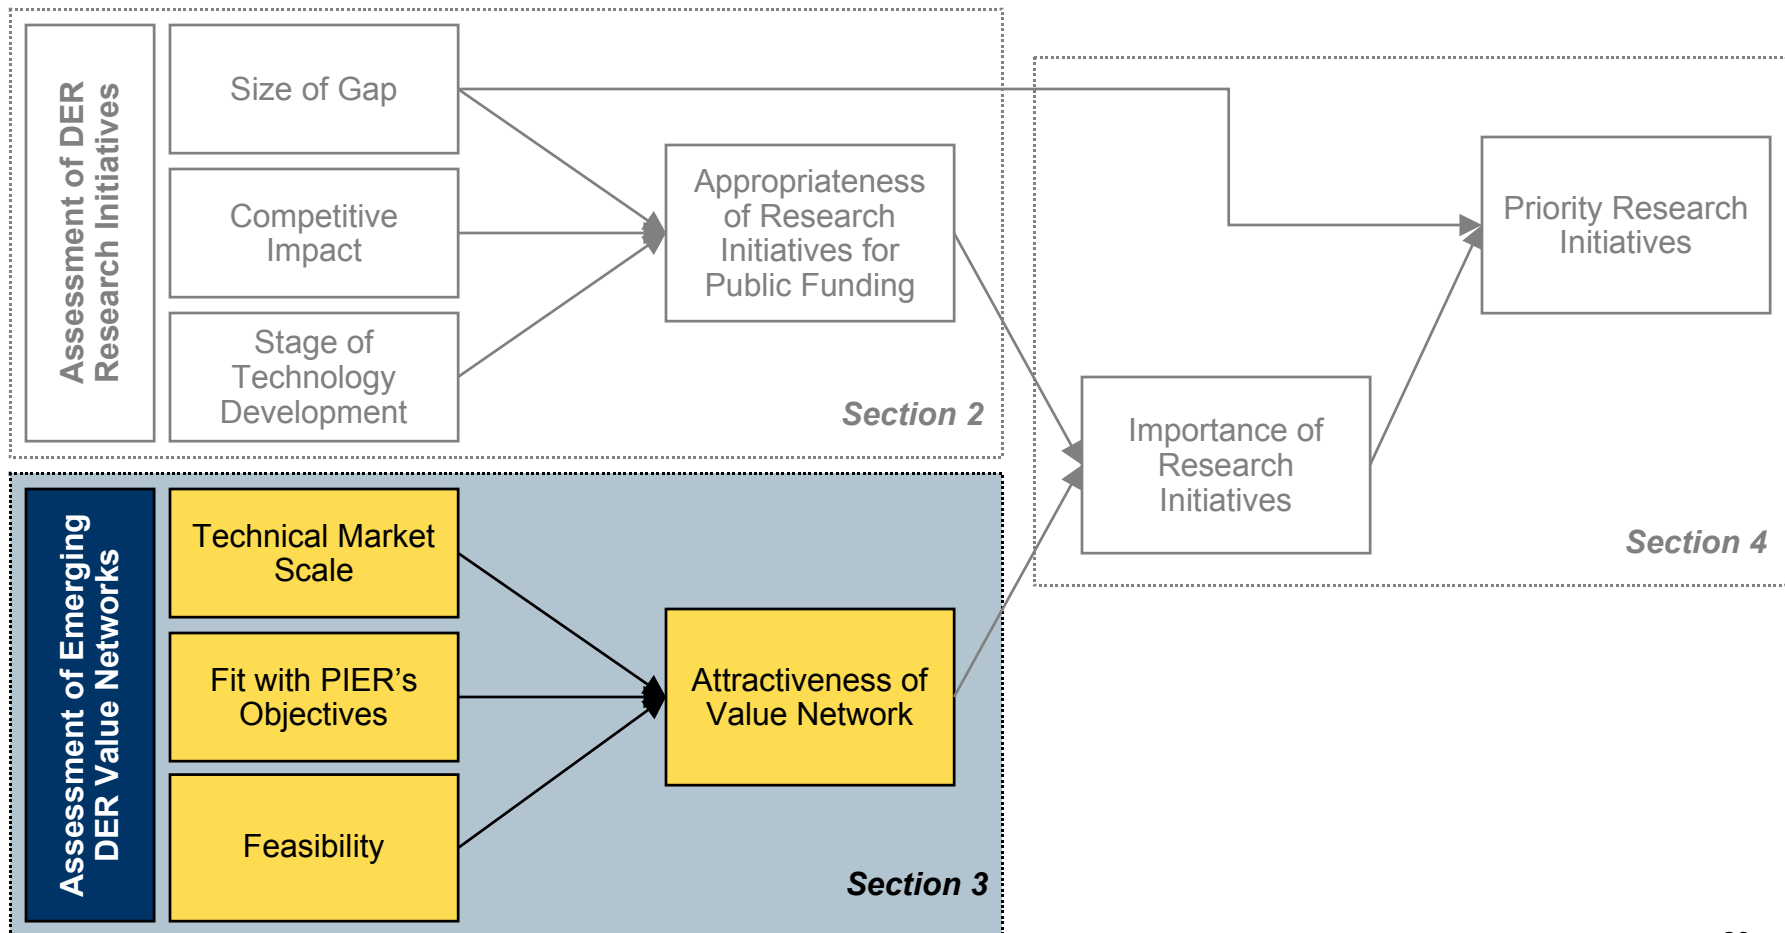 Assessment of DER
Research Initiatives
Size of Gap
Competitive
Impact
Stage of
Technology
Development
Appropriateness
of Research
Initiatives for
Public Funding
Section 2
Priority Research
Initiatives
Importance of
Research
Initiatives
Section 4
Assessment of Emerging
DER Value Networks
Technical Market
Scale
Fit with PIER’s
Objectives
Feasibility
Attractiveness of
Value Network
Section 3